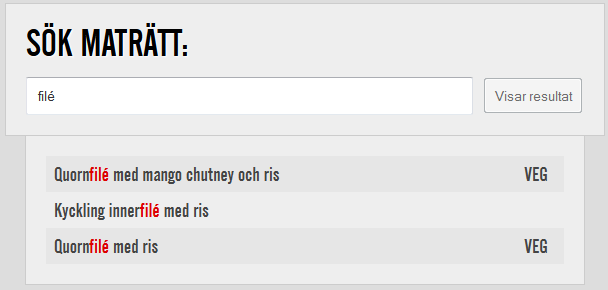 SÖK MATRÄTT:
filé
Visar resultat
Quornfilé med mango chutney och ris VEG
Kyckling innerfilé med ris
Quornfilé med ris VEG